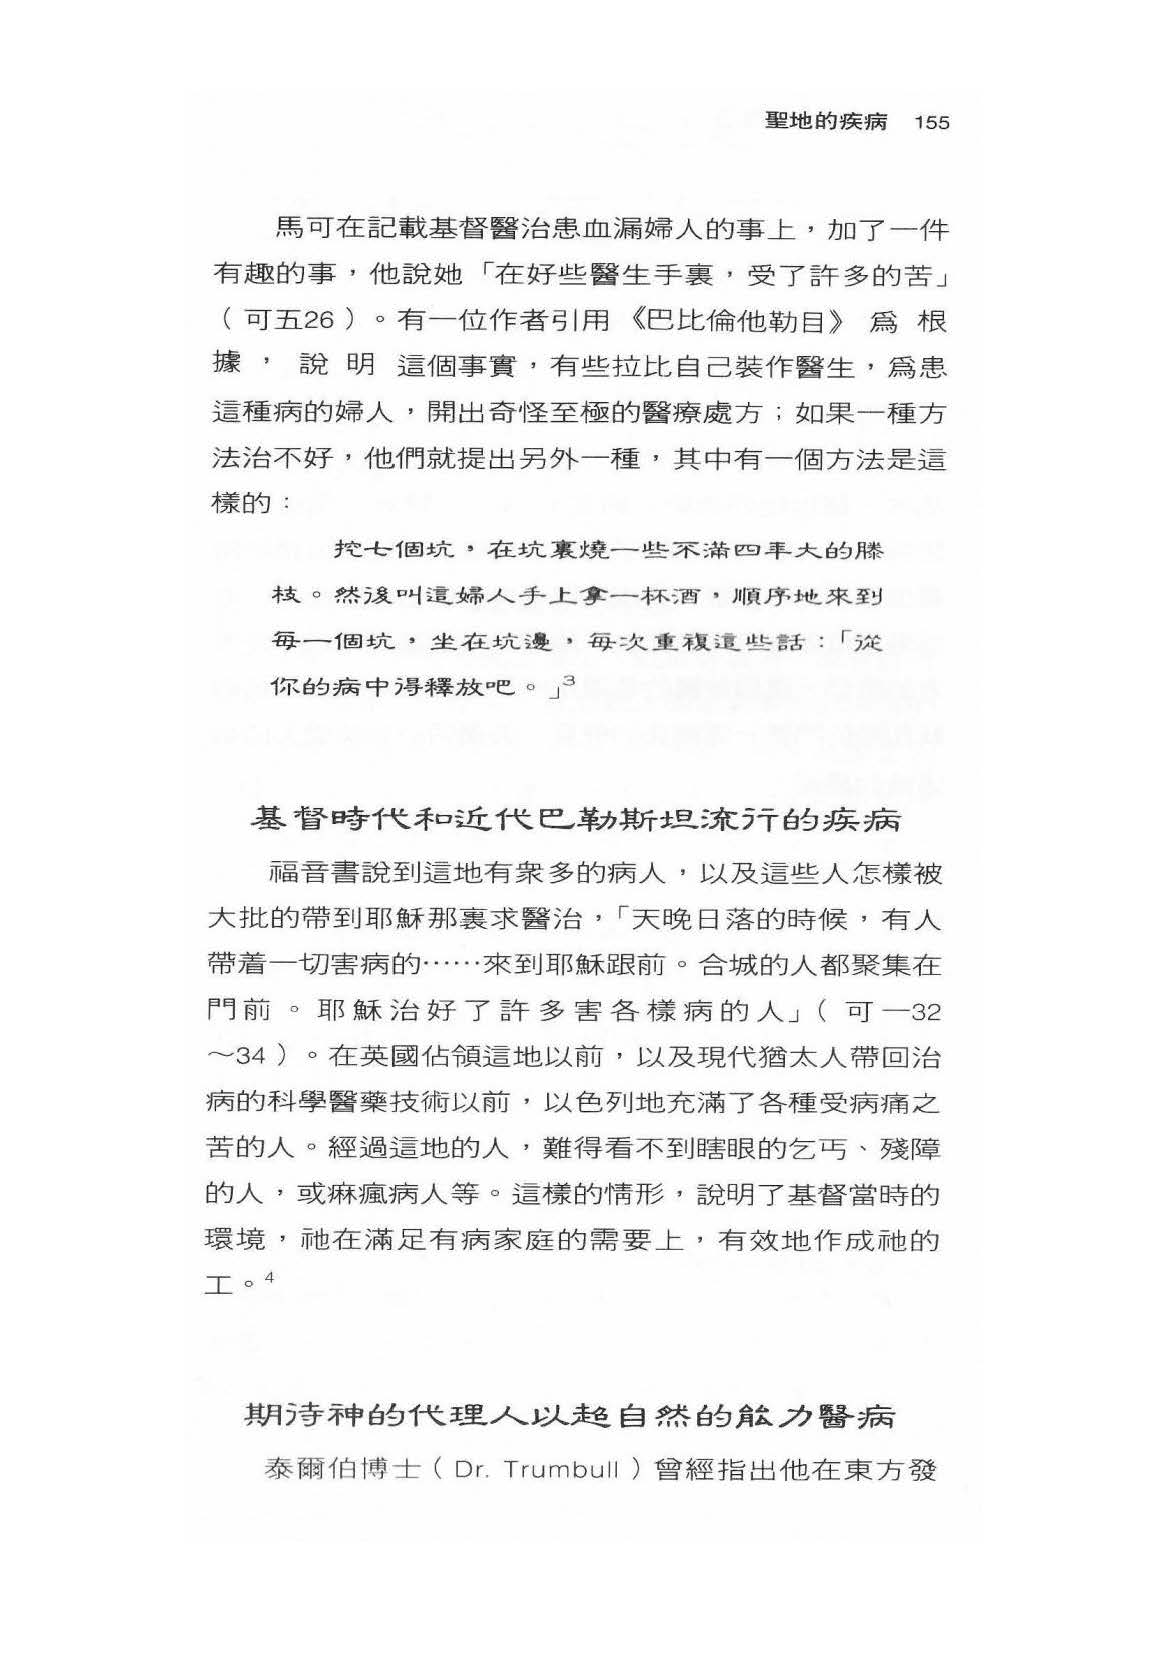 聖地的疾病 155
馬可在記載基督醫治患血漏婦人的事上，加了一件
有趣的事，他說她「在好些醫生手裏，受了許多的苦」
（可五26）。有一位作者引用《巴比倫他勒目》爲根
據，說明這個事實，有些拉比自己裝作醫生，爲患
這種病的婦人，開出奇怪至極的醫療處方；如果一種方
法治不好，他們就提出另外一種，其中有一個方法是這
樣的：
挖七個坑，在坑裏燒一些不滿四年大的滕
枝。然後叫這婦人手上拿一杯酒，順序地來到
每一個坑，坐在坑邊，每次重複這些話：「從
你的病中得釋放吧。」3
基督時代和近代巴勒斯坦流行的疾病
福音書說到這地有衆多的病人，以及這些人怎樣被
大批的帶到耶穌那裏求醫治，「天晚日落的時候，有人
帶着一切害病的……來到耶穌跟前。合城的人都聚集在
門前。耶穌治好了許多害各樣病的人」（可一32
～34）。在英國佔領這地以前，以及現代猶太人帶回治
病的科學醫藥技術以前，以色列地充滿了各種受病痛之
苦的人。經過這地的人，難得看不到瞎眼的乞丐、殘障
的人，或痳瘋病人等。這樣的情形，說明了基督當時的
環境，祂在滿足有病家庭的需要上，有效地作成祂的
工。4
期待神的代理人以超自然的能力醫病
泰爾伯博士（Dr. Trumbull）曾經指出他在東方發